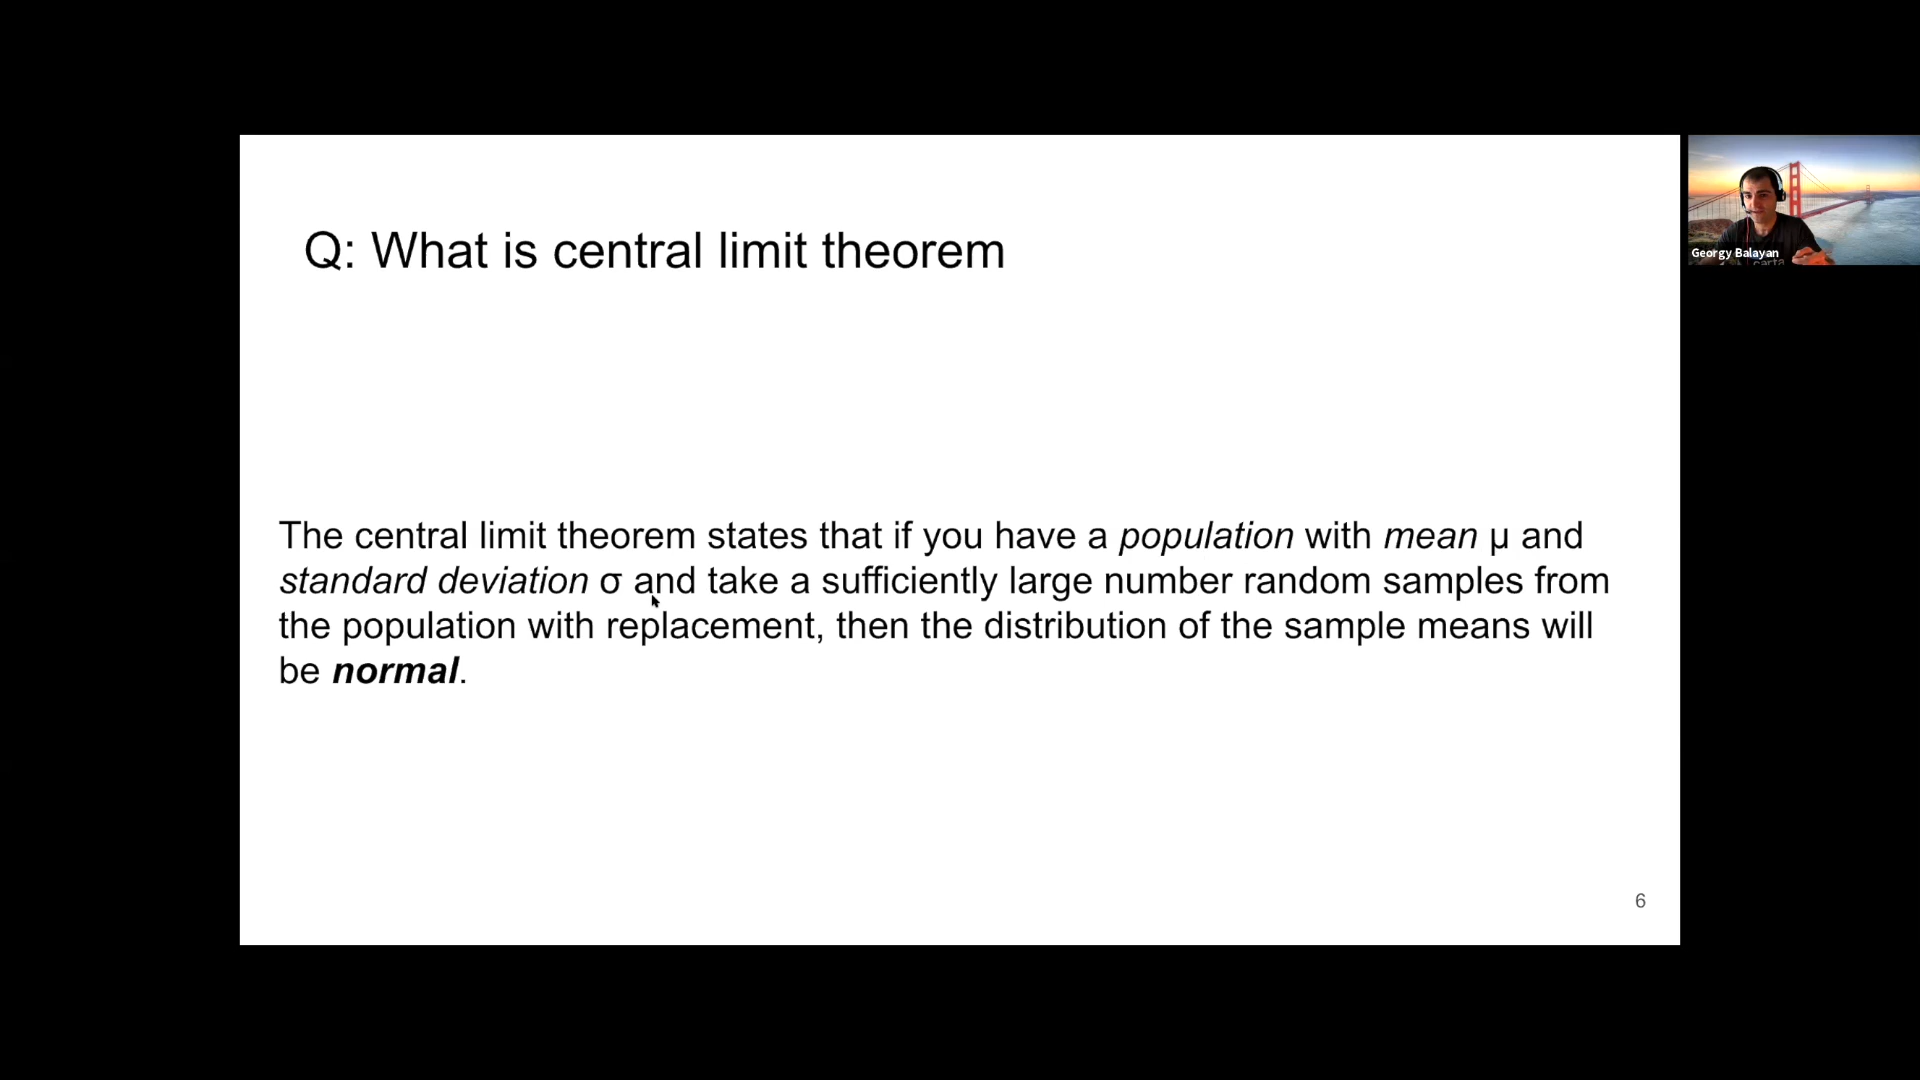 Q: What is central limit theorem
The central limit theorem states that if you have a population with mean μ and
standard deviation σ and take a sufficiently large number random samples from
the population with replacement, then the distribution of the sample means will
be normal.
6
Georgy Balayan
carta